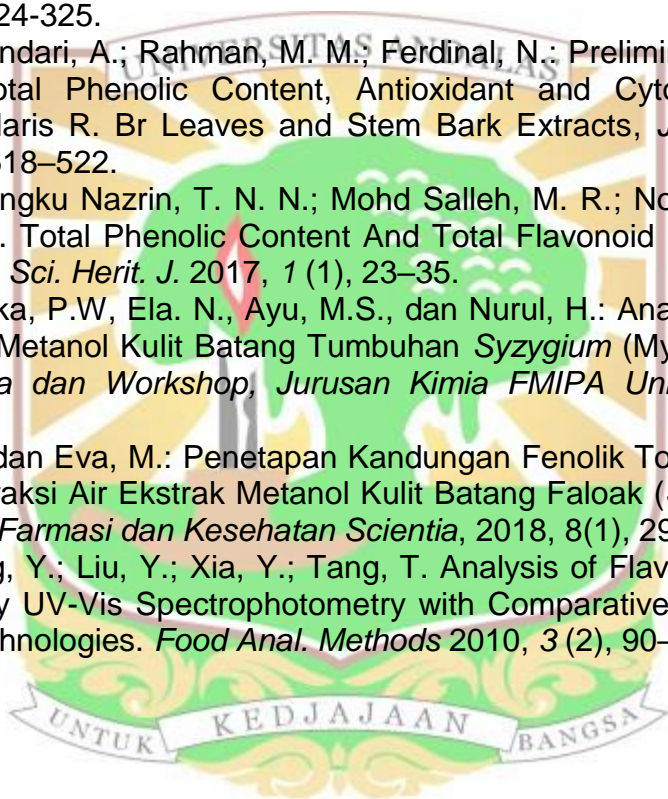 24-325.
ndari, A.; Rahman, M. M.; Ferdinal, N.: Prelimin
UNIVERSITAS ANDALAS
otal Phenolic Content, Antioxidant and Cyto
laris R. Br Leaves and Stem Bark Extracts, J
518–522.
ngku Nazrin, T. N. N.; Mohd Salleh, M. R.; No
. Total Phenolic Content And Total Flavonoid
Sci. Herit. J. 2017, 1 (1), 23–35.
ka, P.W, Ela. N., Ayu, M.S., dan Nurul, H.: Ana
Metanol Kulit Batang Tumbuhan Syzygium (My
a dan Workshop, Jurusan Kimia FMIPA Uni
dan Eva, M.: Penetapan Kandungan Fenolik To
raksi Air Ekstrak Metanol Kulit Batang Faloak (
Farmasi dan Kesehatan Scientia, 2018, 8(1), 29
g, Y.; Liu, Y.; Xia, Y.; Tang, T. Analysis of Flav
y UV-Vis Spectrophotometry with Comparative
chnologies. Food Anal. Methods 2010, 3 (2), 90–
UNTUK KEDJAJAAN BANGSA